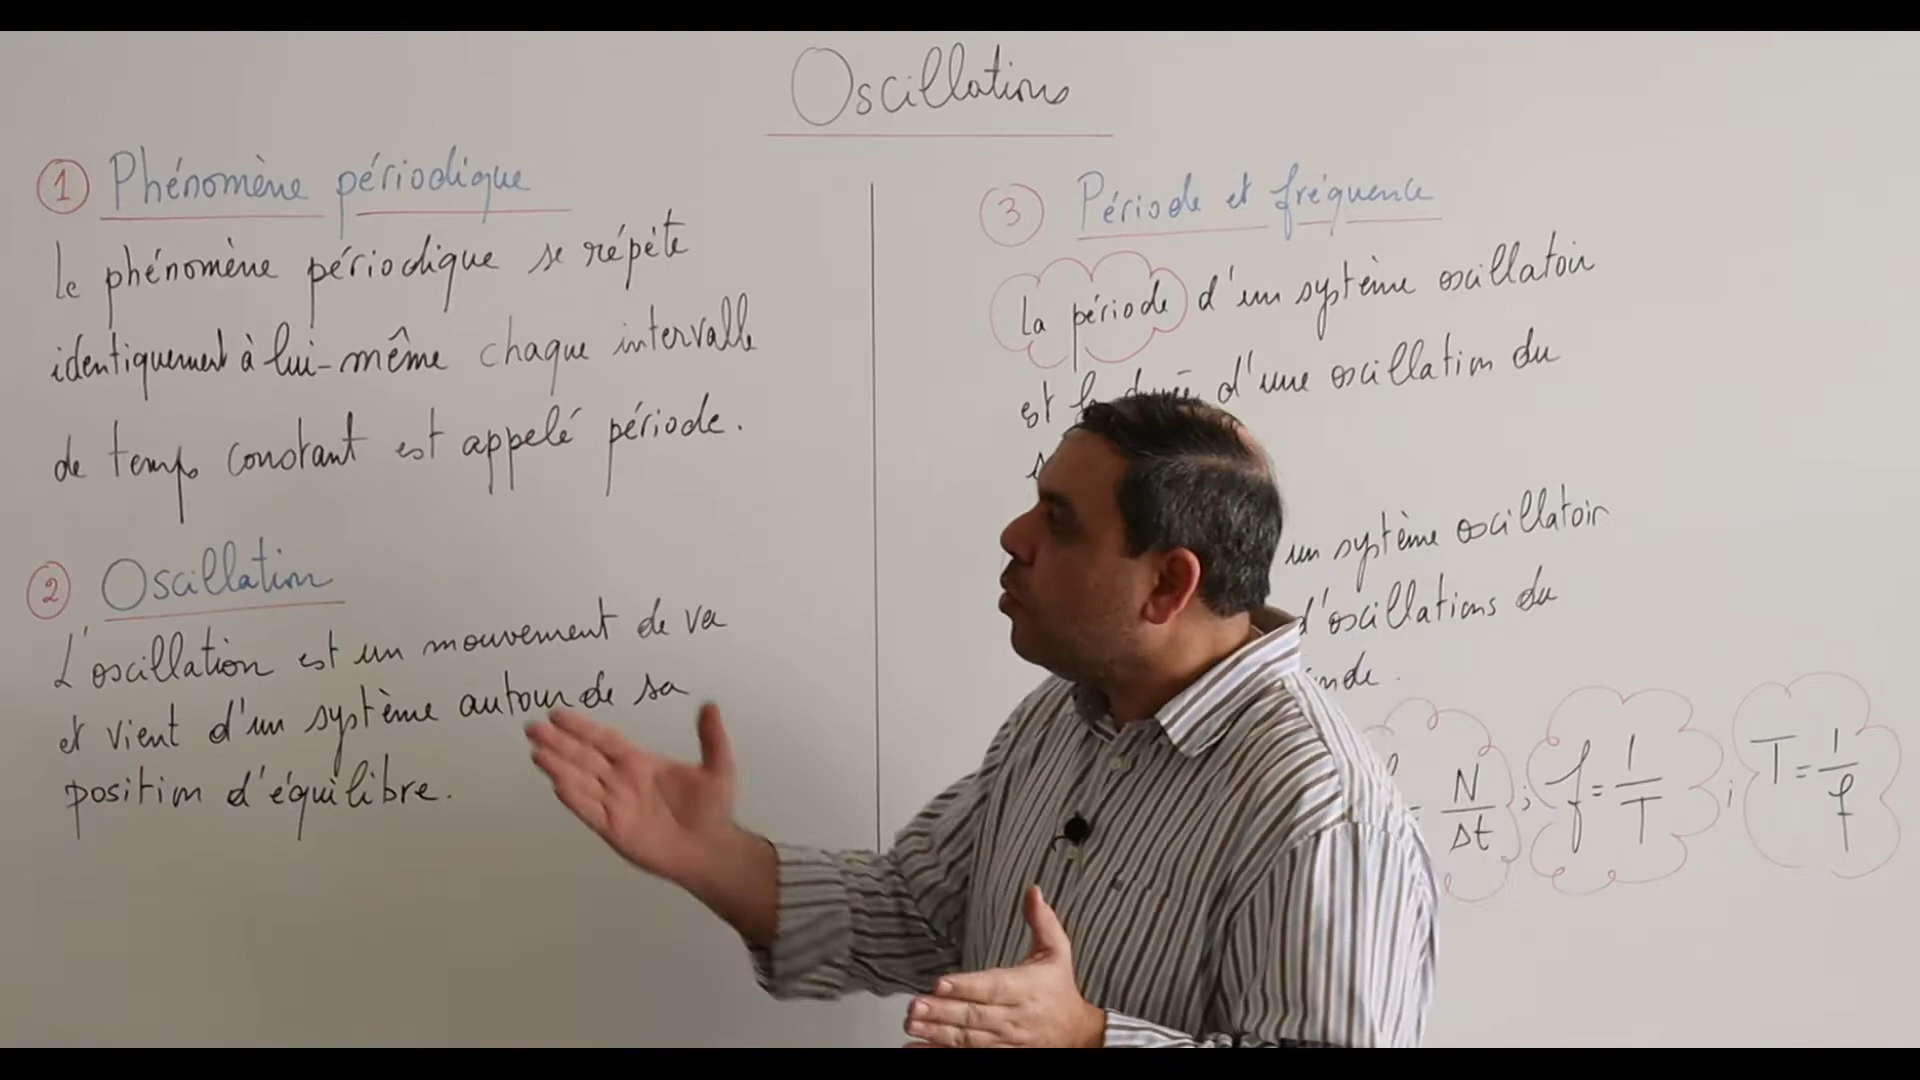 Oscillations
1 Phénomène périodique
le phénomène périodique se répète
identiquement à lui-même chaque intervalle
de temps constant est appelé période.
2 Oscillation
L'oscillation est un mouvement de va
et vient d'un système autour de sa
position d'équilibre.
3 Période et fréquence
la période d'un système oscillatoir
est la durée d'une oscillation du
un système oscillatoir
d'oscillations du
= N/Δt ; f = 1/T ; T = 1/f